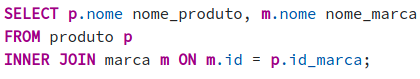 SELECT p.nome nome_produto, m.nome nome_marca
FROM produto p
INNER JOIN marca m ON m.id = p.id_marca;